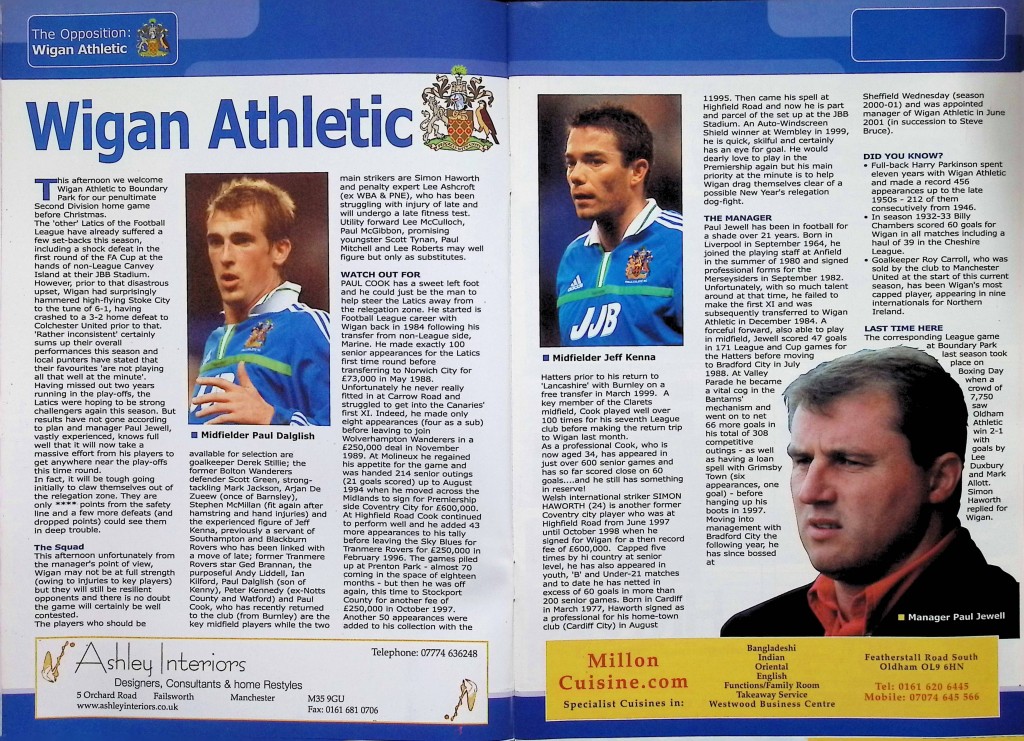 The Opposition:
Wigan Athletic
Wigan Athletic
This afternoon we welcome
Wigan Athletic to Boundary
Park for our penultimate
Second Division home game
before Christmas.
The 'other' Latics of the Football
League have already suffered a
few set-backs this season,
including a shock defeat in the
first round of the FA Cup at the
hands of non-League Canvey
Island at their JBB Stadium.
However, prior to that disastrous
upset, Wigan had surprisingly
hammered high-flying Stoke City
to the tune of 6-1, having
crashed to a 3-2 home defeat to
Colchester United prior to that.
'Rather inconsistent' certainly
sums up their overall
performances this season and
local punters have stated that
their favourites 'are not playing
all that well at the minute'.
Having missed out two years
running in the play-offs, the
Latics were hoping to be strong
challengers again this season. But
results have not gone according
to plan and manager Paul Jewell,
vastly experienced, knows full
well that it will now take a
massive effort from his players to
get anywhere near the play-offs
this time round.
In fact, it will be tough going
initially to claw themselves out of
the relegation zone. They are
only **** points from the safety
line and a few more defeats (and
dropped points) could see them
in deep trouble.
The Squad
This afternoon unfortunately from
the manager's point of view,
Wigan may not be at full strength
(owing to injuries to key players)
but they will still be resilient
opponents and there is no doubt
the game will certainly be well
contested.
The players who should be
Midfielder Paul Dalglish
available for selection are
goalkeeper Derek Stillie; the
former Bolton Wanderers
defender Scott Green, strong-
tackling Mark Jackson, Arjan De
Zueew (once of Barnsley),
Stephen McMillan (fit again after
hamstring and hand injuries) and
the experienced figure of Jeff
Kenna, previously a servant of
Southampton and Blackburn
Rovers who has been linked with
a move of late; former Tranmere
Rovers star Ged Brannan, the
purposeful Andy Liddell, Ian
Kilford, Paul Dalglish (son of
Kenny), Peter Kennedy (ex-Notts
County and Watford) and Paul
Cook, who has recently returned
to the club (from Burnley) are the
key midfield players while the two
main strikers are Simon Haworth
and penalty expert Lee Ashcroft
(ex WBA & PNE), who has been
struggling with injury of late and
will undergo a late fitness test.
Utility forward Lee McCulloch,
Paul McGibbon, promising
youngster Scott Tynan, Paul
Mitchell and Lee Roberts may well
figure but only as substitutes.
WATCH OUT FOR
PAUL COOK has a sweet left foot
and he could just be the man to
help steer the Latics away from
the relegation zone. He started is
Football League career with
Wigan back in 1984 following his
transfer from non-League side,
Marine. He made exactly 100
senior appearances for the Latics
first time round before
transferring to Norwich City for
£73,000 in May 1988.
Unfortunately he never really
fitted in at Carrow Road and
struggled to get into the Canaries'
first XI. Indeed, he made only
eight appearances (four as a sub)
before leaving to join
Wolverhampton Wanderers in a
£250,000 deal in November
1989. At Molineux he regained his
appetite for the game and
was handed 214 senior outings
(21 goals scored) up to August
1994 when he moved across the
Midlands to sign for Premiership
side Coventry City for £600,000.
At Highfield Road Cook continued
to perform well and he added 43
more appearances to his tally
before leaving the Sky Blues for
Tranmere Rovers for £250,000 in
February 1996. The games piled
up at Prenton Park - almost 70
coming in the space of eighteen
months - but then he was off
again, this time to Stockport
County for another fee of
£250,000 in October 1997.
Another 50 appearances were
added to his collection with the
Ashley Interiors
Telephone: 07774 636248
Designers, Consultants & home Restyles
5 Orchard Road Failsworth Manchester M35 9GU
www.ashleyinteriors.co.uk Fax: 0161 681 0706
JJB
Midfielder Jeff Kenna
Hatters prior to his return to
'Lancashire' with Burnley on a
free transfer in March 1999. A
key member of the Clarets
midfield, Cook played well over
100 times for his seventh League
club before making the return trip
to Wigan last month.
As a professional Cook, who is
now aged 34, has appeared in
just over 600 senior games and
has so far scored close on 60
goals....and he still has something
in reserve!
Welsh international striker SIMON
HAWORTH (24) is another former
Coventry city player who was at
Highfield Road from June 1997
until October 1998 when he
signed for Wigan for a then record
fee of £600,000. Capped five
times by hi country at senior
level, he has also appeared in
youth, 'B' and Under-21 matches
and to date he has netted in
excess of 60 goals in more than
200 senior games. Born in Cardiff
in March 1977, Haworth signed as
a professional for his home-town
club (Cardiff City) in August
11995. Then came his spell at
Highfield Road and now he is part
and parcel of the set up at the JBB
Stadium. An Auto-Windscreen
Shield winner at Wembley in 1999,
he is quick, skilful and certainly
has an eye for goal. He would
dearly love to play in the
Premiership again but his main
priority at the minute is to help
Wigan drag themselves clear of a
possible New Year's relegation
dog-fight.
THE MANAGER
Paul Jewell has been in football for
a shade over 21 years. Born in
Liverpool in September 1964, he
joined the playing staff at Anfield
in the summer of 1980 and signed
professional forms for the
Merseysiders in September 1982.
Unfortunately, with so much talent
around at that time, he failed to
make the first XI and was
subsequently transferred to Wigan
Athletic in December 1984. A
forceful forward, also able to play
in midfield, Jewell scored 47 goals
in 171 League and Cup games for
the Hatters before moving
to Bradford City in July
1988. At Valley
Parade he became
a vital cog in the
Bantams'
mechanism and
went on to net
66 more goals
in his total of 308
competitive
outings - as well
as having a loan
spell with Grimsby
Town (six
appearances, one
goal) - before
hanging up his
boots in 1997.
Moving into
management with
Bradford City the
following year, he
has since bossed
at
Sheffield Wednesday (season
2000-01) and was appointed
manager of Wigan Athletic in June
2001 (in succession to Steve
Bruce).
DID YOU KNOW?
• Full-back Harry Parkinson spent
eleven years with Wigan Athletic
and made a record 456
appearances up to the late
1950s - 212 of them
consecutively from 1946.
• In season 1932-33 Billy
Chambers scored 60 goals for
Wigan in all matches including a
haul of 39 in the Cheshire
League.
• Goalkeeper Roy Carroll, who was
sold by the club to Manchester
United at the start of this current
season, has been Wigan's most
capped player, appearing in nine
internationals for Northern
Ireland.
LAST TIME HERE
The corresponding League game
at Boundary Park
last season took
place on
Boxing Day
when a
crowd of
7,750
saw
Oldham
Athletic
win 2-1
with
goals by
Lee
Duxbury
and Mark
Allott.
Simon
Haworth
replied for
Wigan.
Manager Paul Jewell
Millon
Cuisine.com
Specialist Cuisines in:
Bangladeshi
Indian
Oriental
English
Functions/Family Room
Takeaway Service
Westwood Business Centre
Featherstall Road South
Oldham OL9 6HN
Tel: 0161 620 6445
Mobile: 07074 645 566